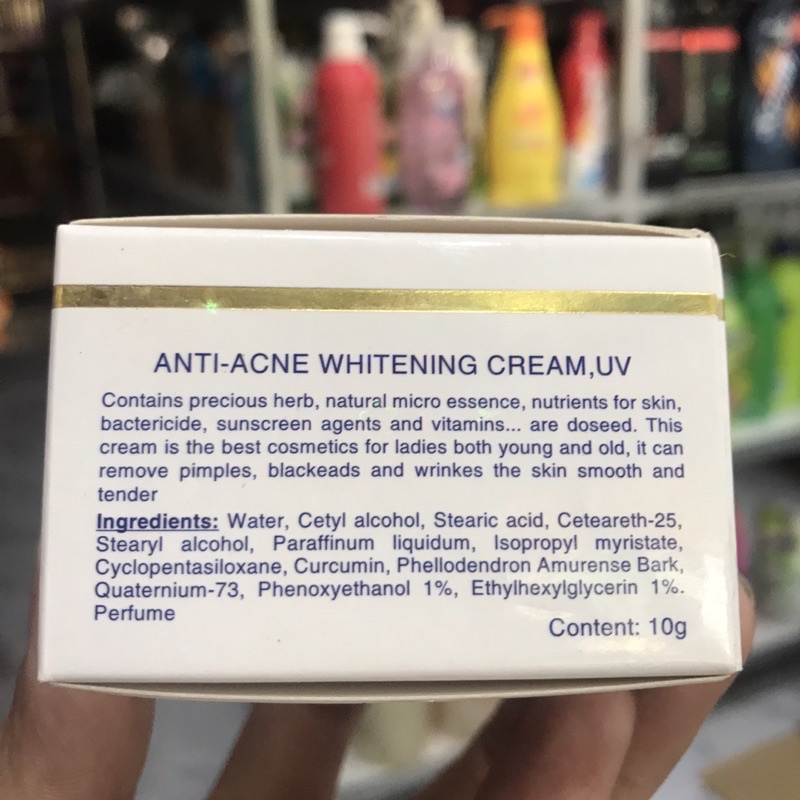 ANTI-ACNE WHITENING CREAM,UV
Contains precious herb, natural micro essence, nutrients for skin,
bactericide, sunscreen agents and vitamins... are doseed. This
cream is the best cosmetics for ladies both young and old, it can
remove pimples, blackeads and wrinkes the skin smooth and
tender
Ingredients: Water, Cetyl alcohol, Stearic acid, Ceteareth-25,
Stearyl alcohol, Paraffinum liquidum, Isopropyl myristate,
Cyclopentasiloxane, Curcumin, Phellodendron Amurense Bark,
Quaternium-73, Phenoxyethanol 1%, Ethylhexylglycerin 1%.
Perfume
Content: 10g